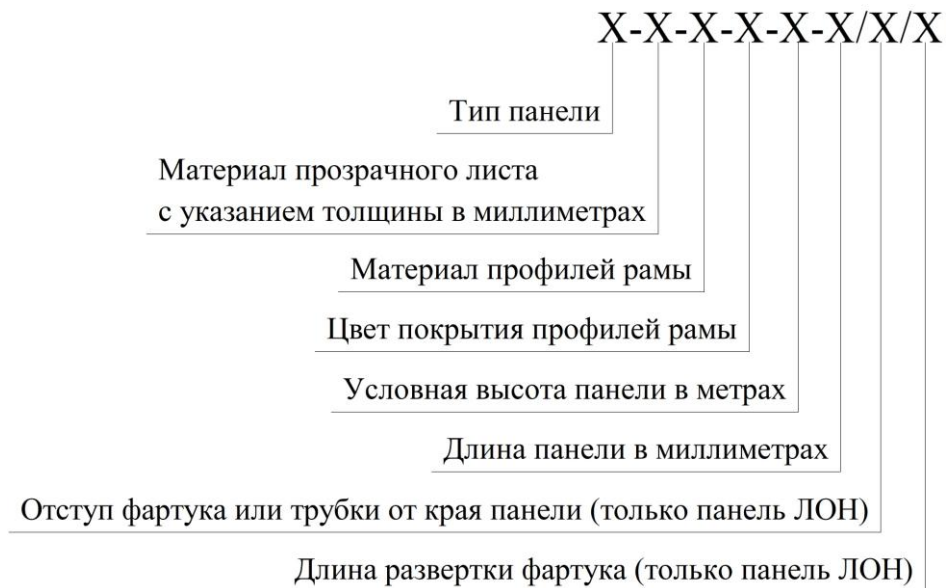 X-X-X-X-X-X/X/X
Тип панели
Материал прозрачного листа
с указанием толщины в миллиметрах
Материал профилей рамы
Цвет покрытия профилей рамы
Условная высота панели в метрах
Длина панели в миллиметрах
Отступ фартука или трубки от края панели (только панель ЛОН)
Длина развертки фартука (только панель ЛОН)